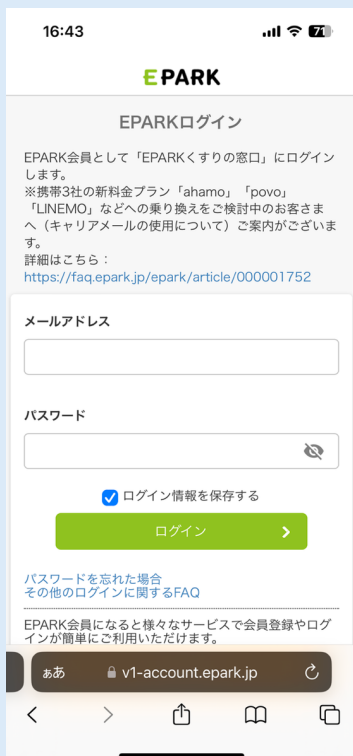 16:43
71
EPARK
EPARKログイン
EPARK会員として「EPARKくすりの窓口」にログイン
します。
※携帯3社の新料金プラン「ahamo」「povo」
「LINEMO」などへの乗り換えをご検討中のお客さま
へ（キャリアメールの使用について）ご案内がございま
す。
詳細はこちら：
https://faq.epark.jp/epark/article/000001752
メールアドレス
パスワード
ログイン情報を保存する
ログイン
パスワードを忘れた場合
その他のログインに関するFAQ
EPARK会員になると様々なサービスで会員登録やログ
インが簡単にご利用いただけます。
ぁあ v1-account.epark.jp